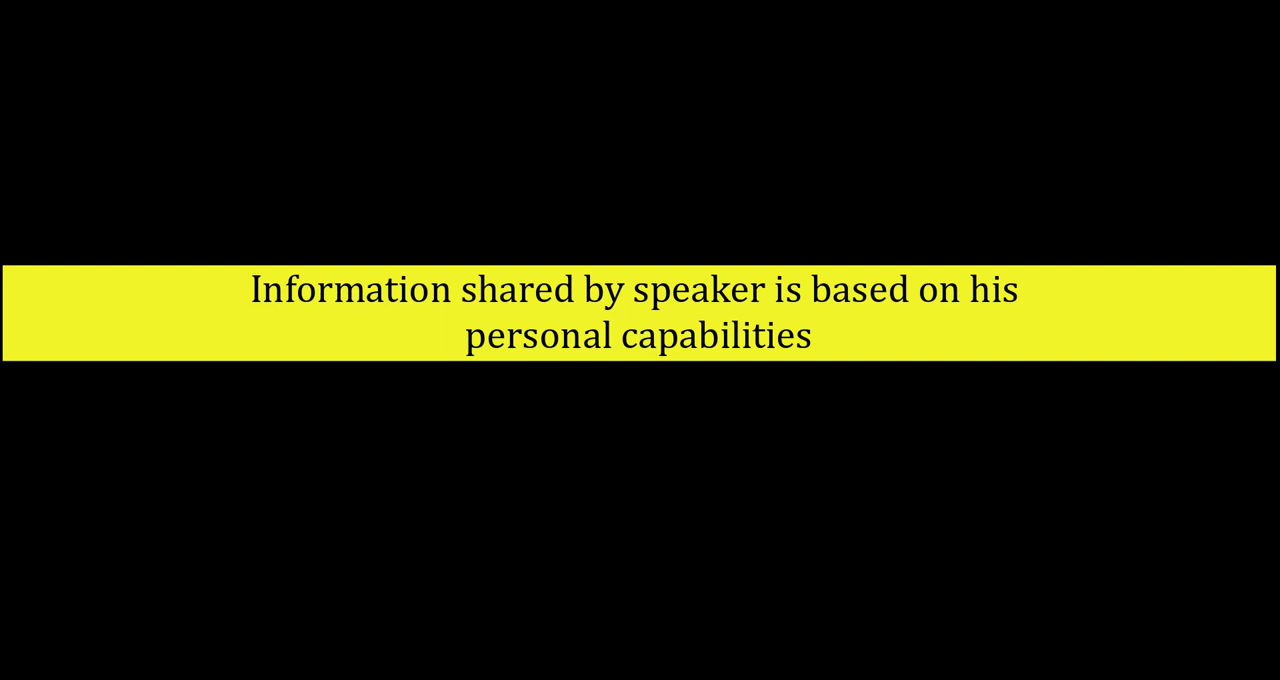 Information shared by speaker is based on his
personal capabilities